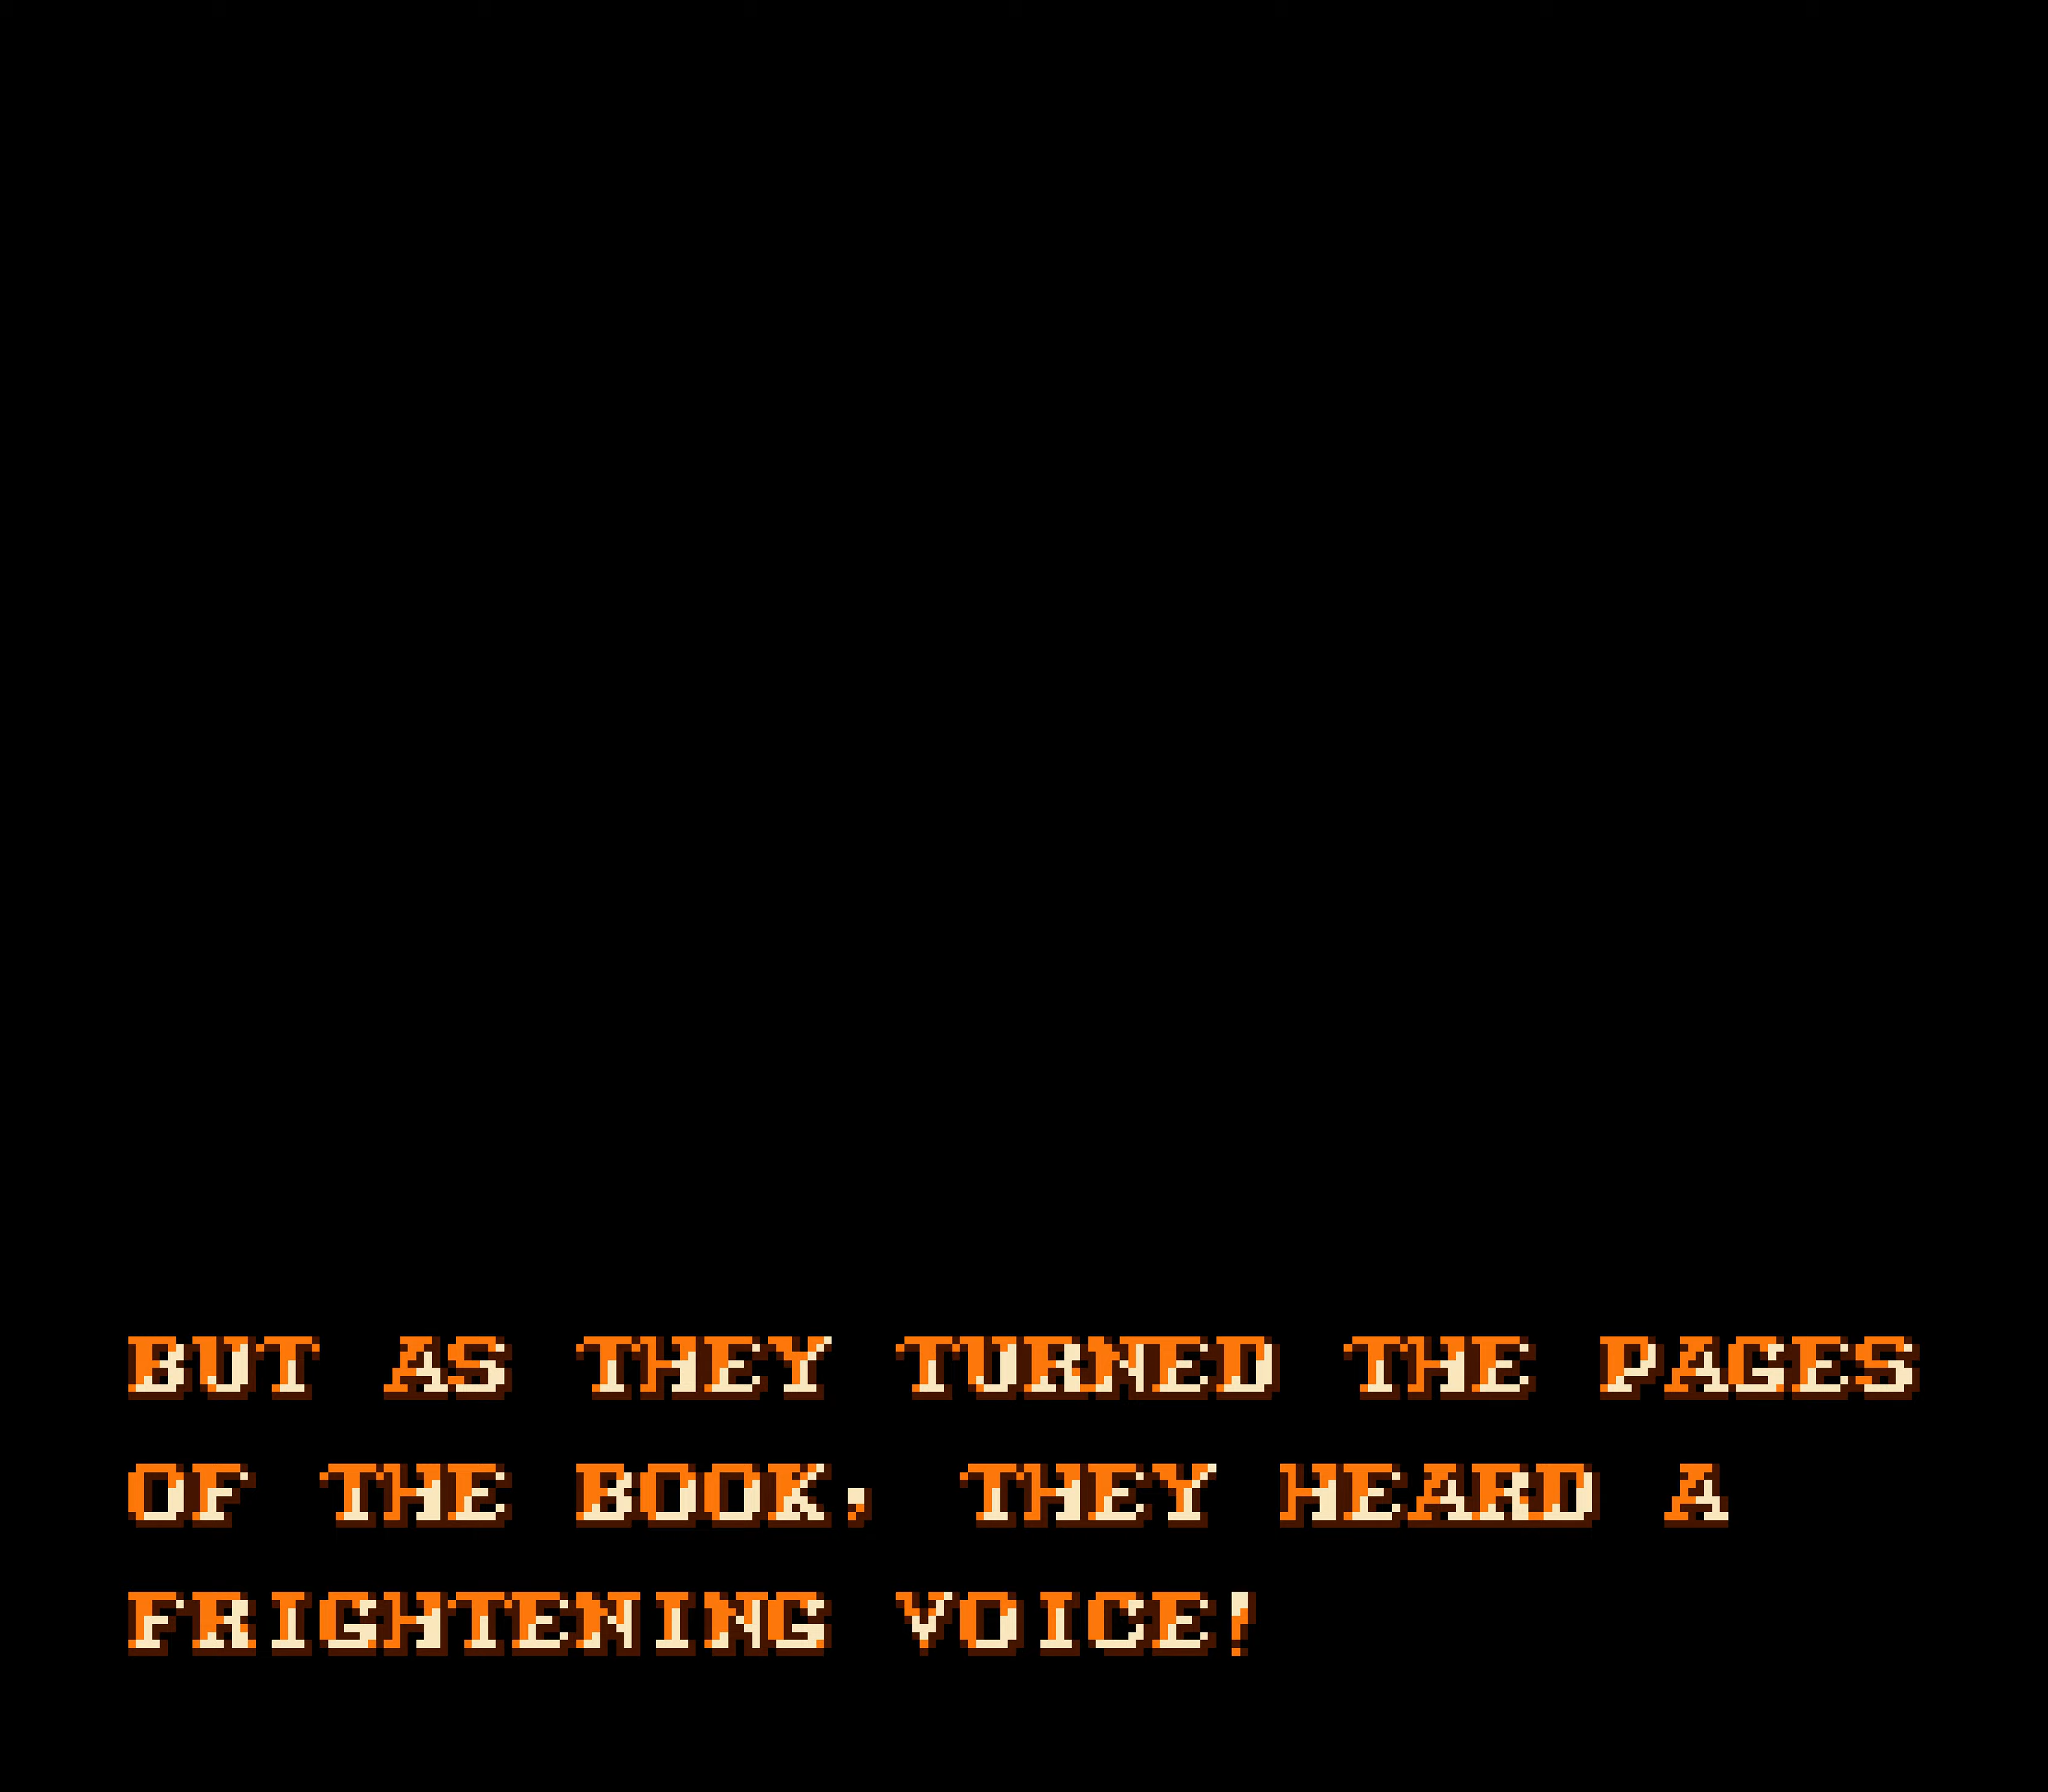 BUT AS THEY TURNED THE PAGES
OF THE BOOK, THEY HEARD A
FRIGHTENING VOICE!